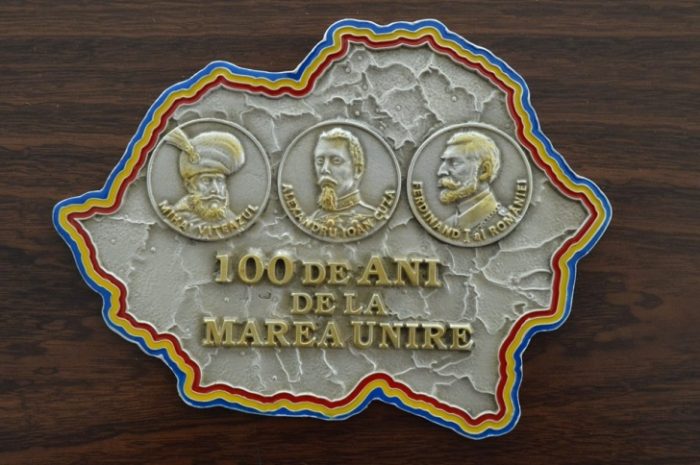 MIHAI VITEAZUL
ALEXANDRU IOAN CUZA
FERDINAND I al ROMÂNIEI
100 DE ANI
DE LA
MAREA UNIRE